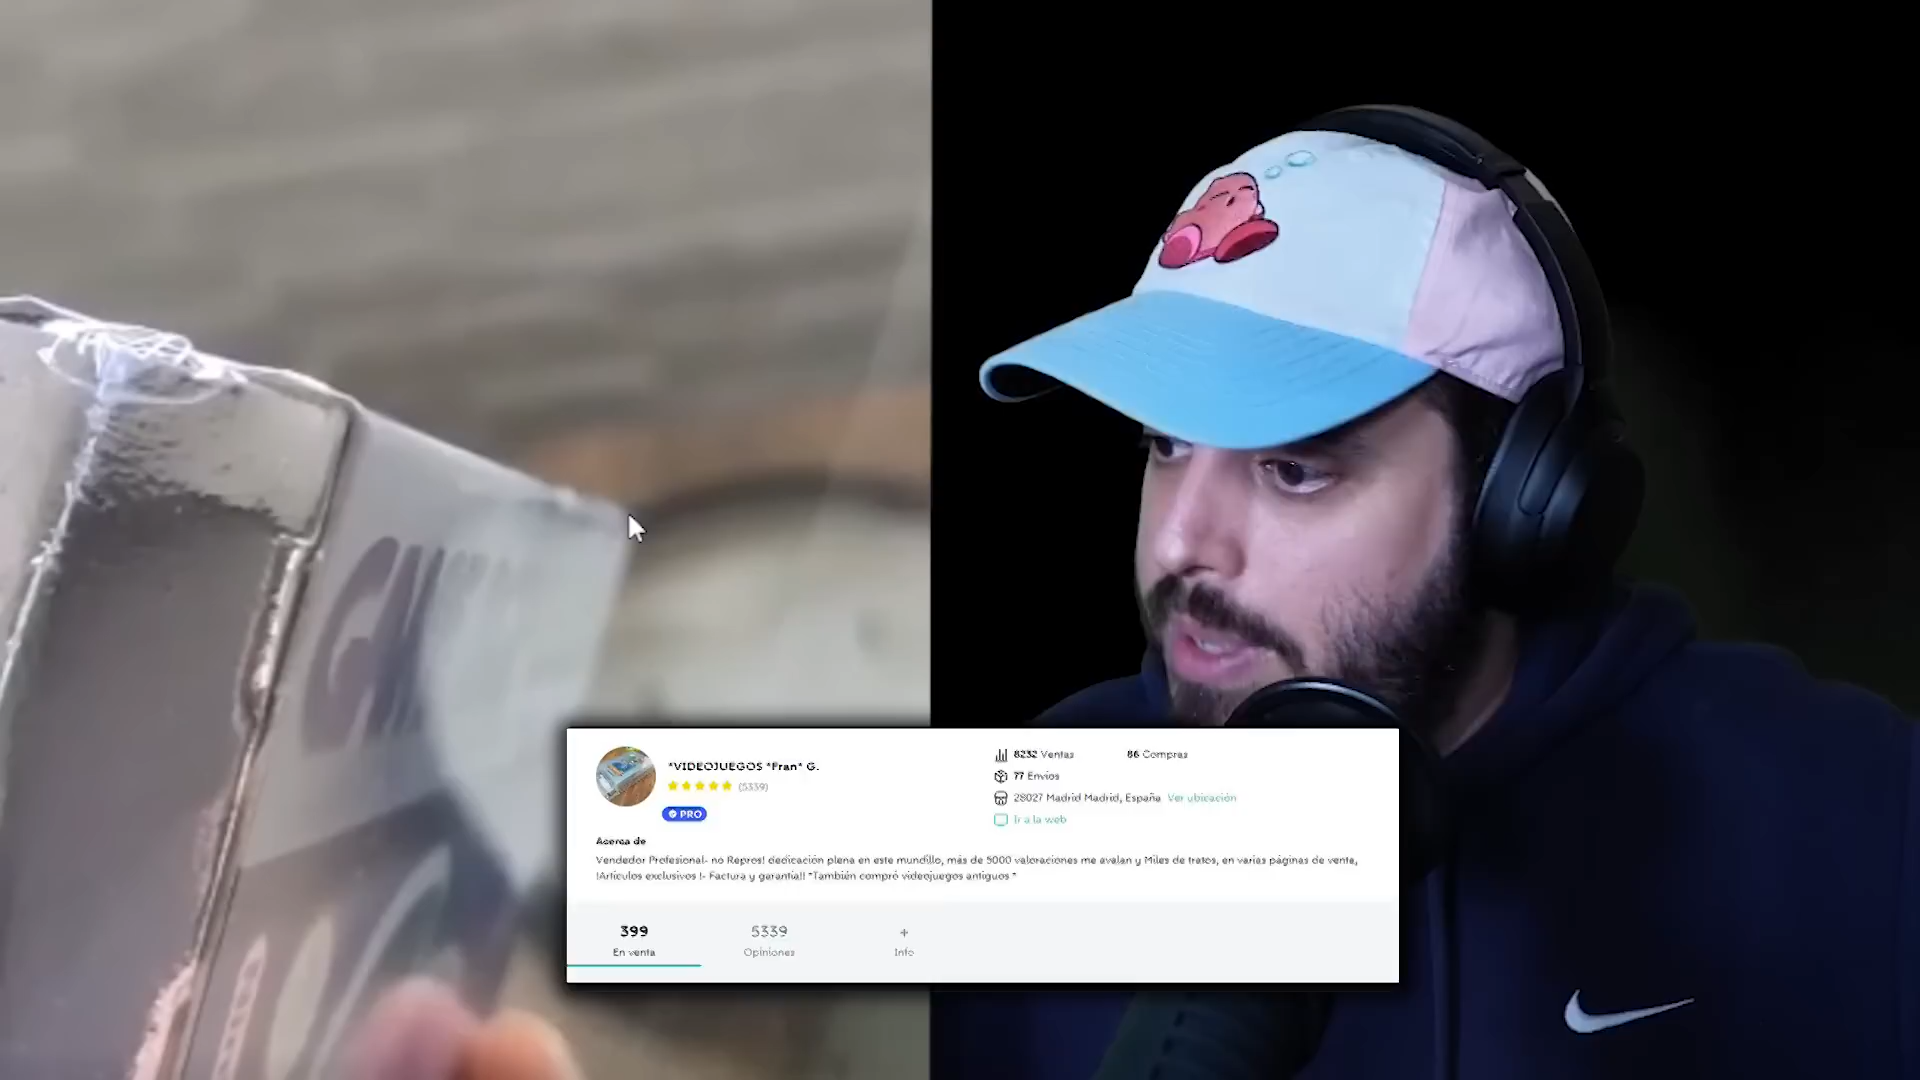 *VIDEOJUEGOS *Fran* G.
(5339)
PRO
8232 Ventas
86 Compras
77 Envíos
28027 Madrid Madrid, España Ver ubicación
Ir a la web
Acerca de
Vendedor Profesional- no Repros! dedicación plena en este mundillo, más de 5000 valoraciones me avalan y Miles de tratos, en varias páginas de venta,
!Artículos exclusivos !- Factura y garantía!! *También compró videojuegos antiguos *
399
En venta
5339
Opiniones
+
Info